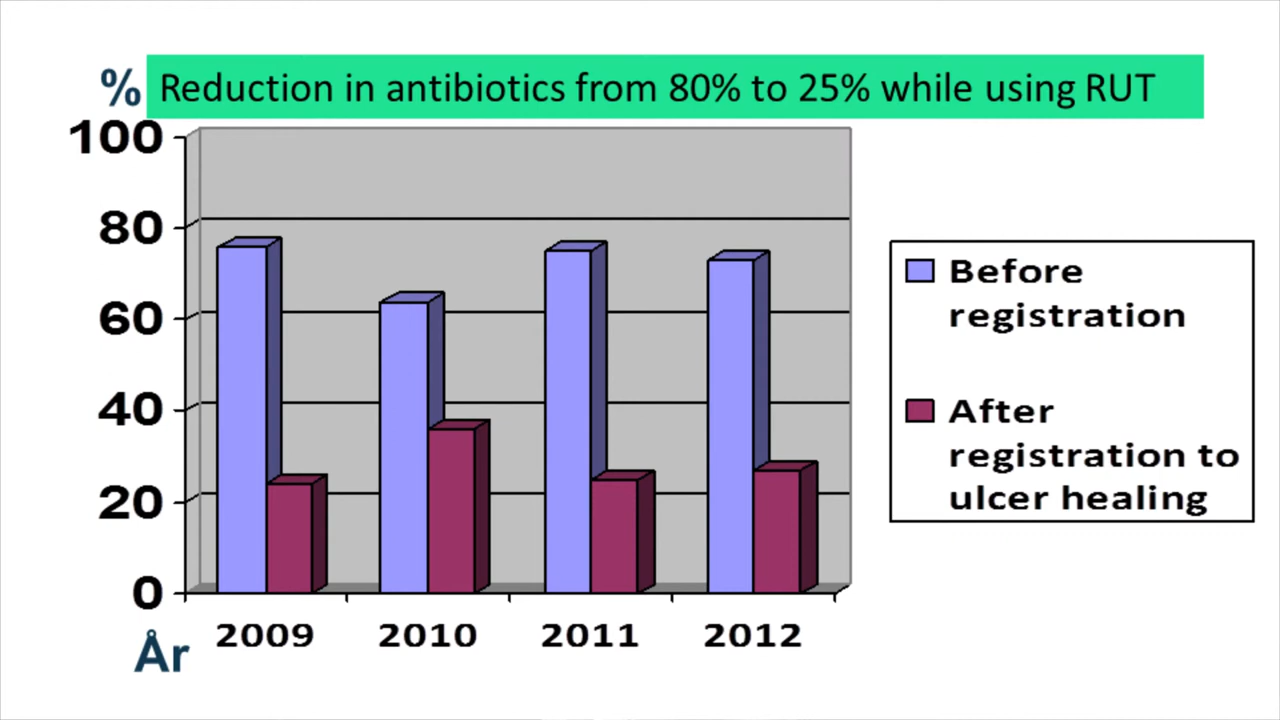 % Reduction in antibiotics from 80% to 25% while using RUT
100
80
60
40
20
0
År 2009 2010 2011 2012
Before
registration
After
registration to
ulcer healing